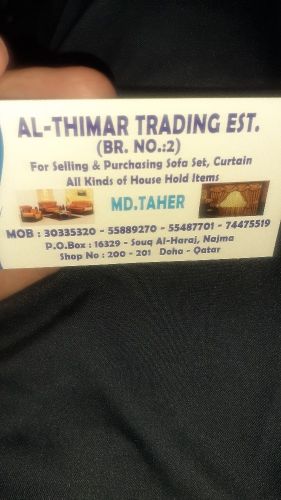 AL-THIMAR TRADING EST.
(BR. NO.:2)
For Selling & Purchasing Sofa Set, Curtain
All Kinds of House Hold Items
MD.TAHER
MOB : 30335320 - 55889270 - 55487701 - 74475519
P.O.Box : 16329 - Souq Al-Haraj, Najma
Shop No : 200 - 201 Doha - Qatar